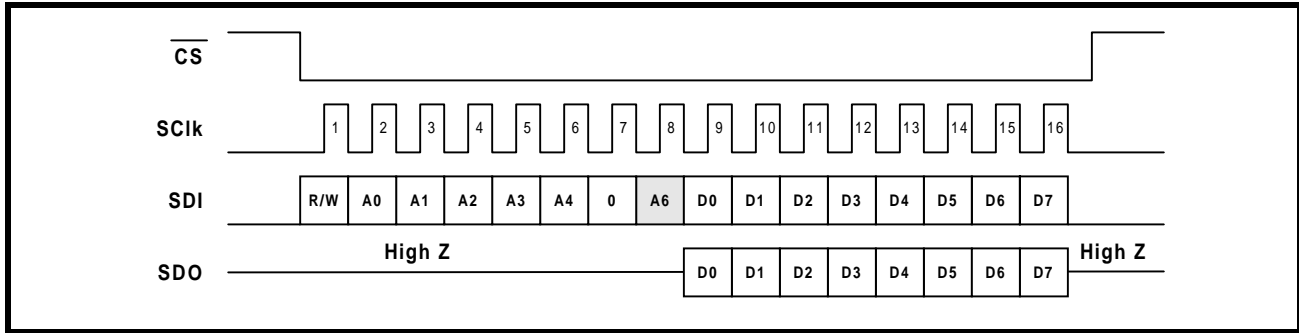 CS
SClk 1 2 3 4 5 6 7 8 9 10 11 12 13 14 15 16
SDI R/W A0 A1 A2 A3 A4 0 A6 D0 D1 D2 D3 D4 D5 D6 D7
High Z High Z
SDO D0 D1 D2 D3 D4 D5 D6 D7